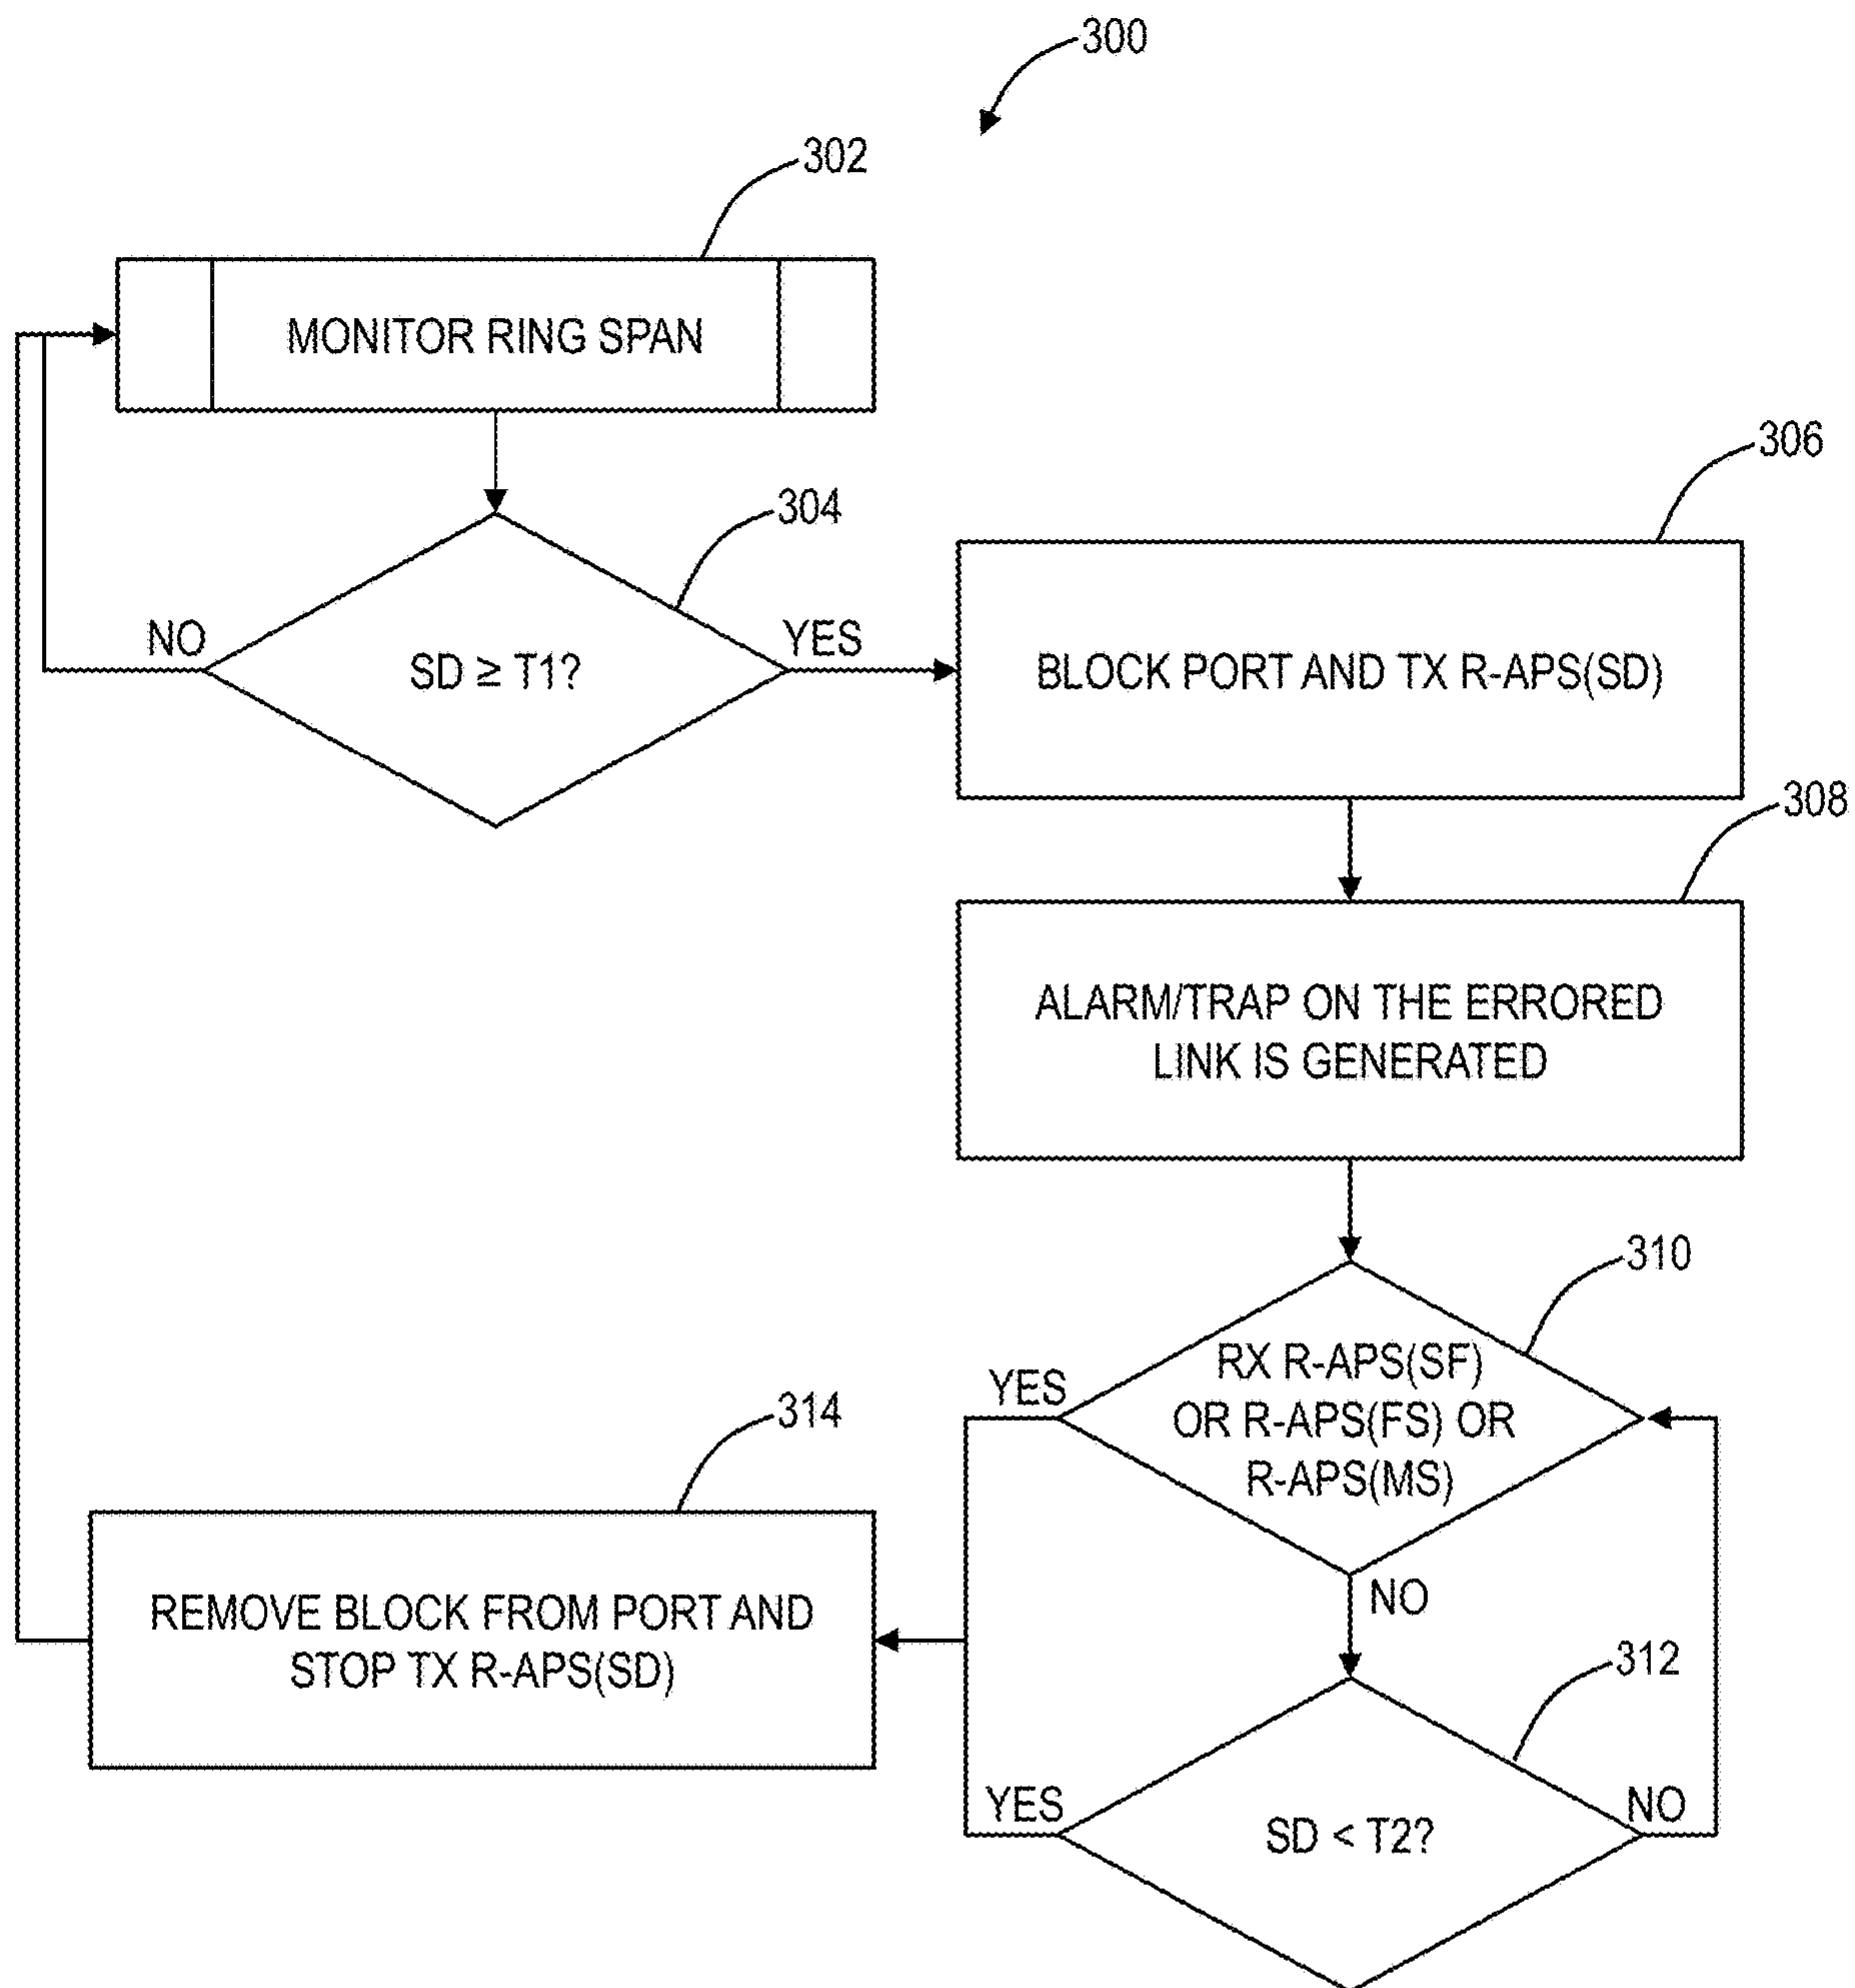 300
302
MONITOR RING SPAN
304
NO
SD ≥ T1?
YES
306
BLOCK PORT AND TX R-APS(SD)
308
ALARM/TRAP ON THE ERRORED
LINK IS GENERATED
310
RX R-APS(SF)
OR R-APS(FS) OR
R-APS(MS)
YES
NO
314
REMOVE BLOCK FROM PORT AND
STOP TX R-APS(SD)
312
YES
SD < T2?
NO